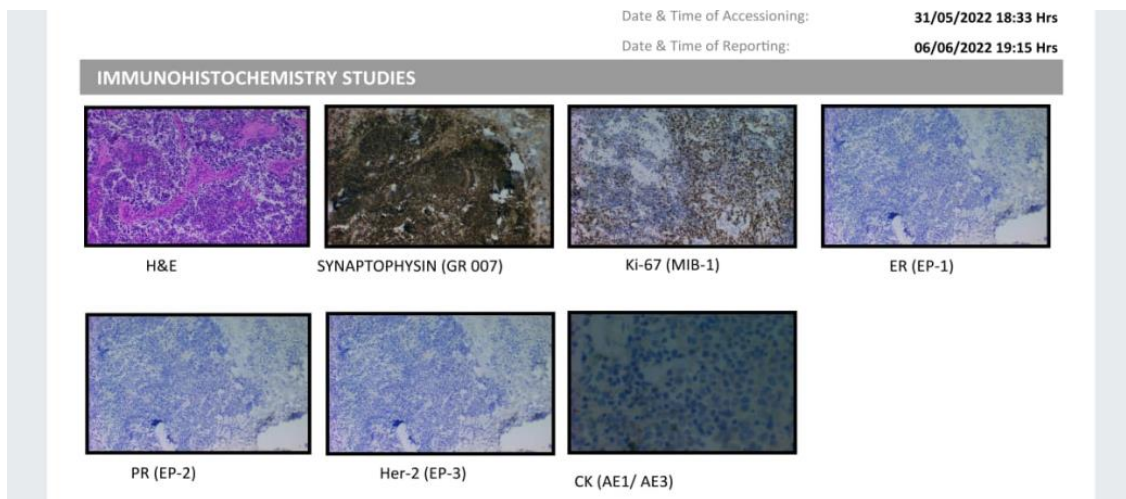 Date & Time of Accessioning: 31/05/2022 18:33 Hrs
Date & Time of Reporting: 06/06/2022 19:15 Hrs
IMMUNOHISTOCHEMISTRY STUDIES
H&E SYNAPTOPHYSIN (GR 007) Ki-67 (MIB-1) ER (EP-1)
PR (EP-2) Her-2 (EP-3) CK (AE1/ AE3)